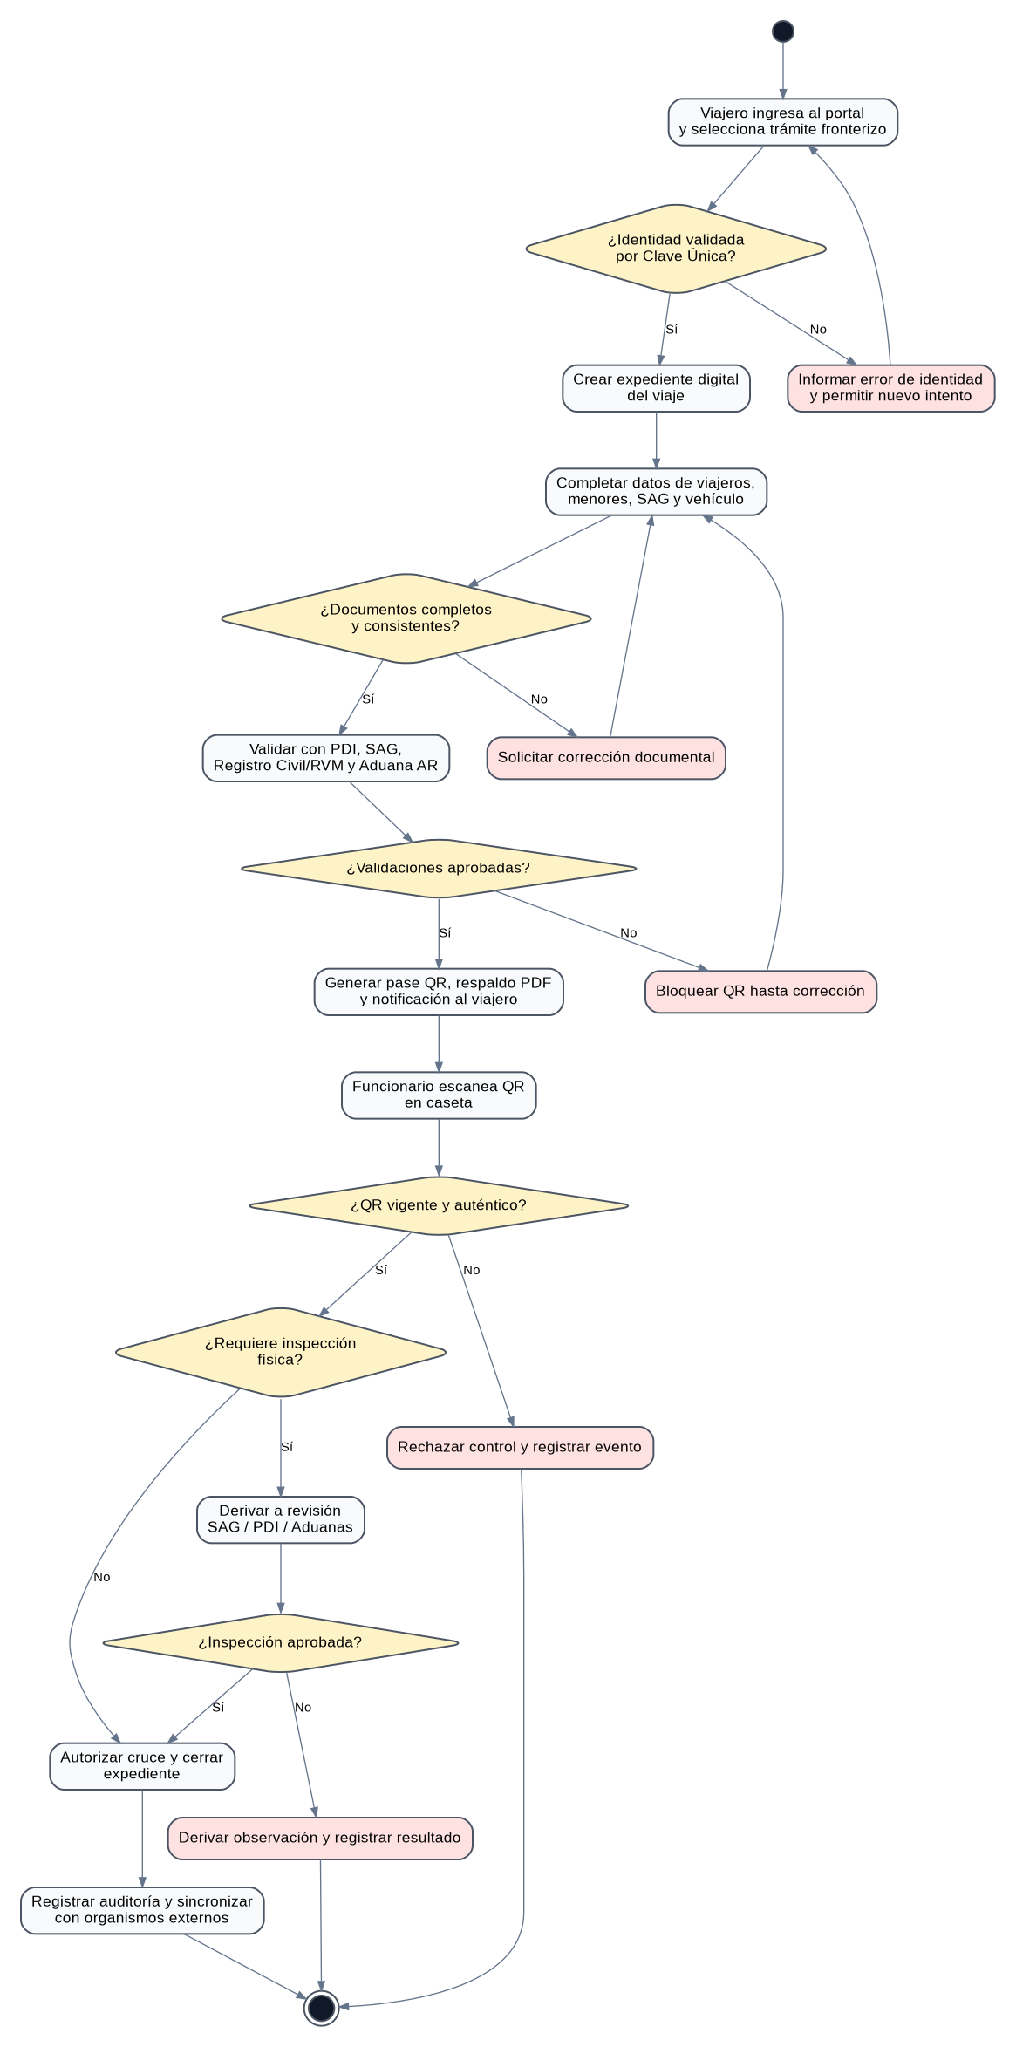 Viajero ingresa al portal
y selecciona trámite fronterizo
¿Identidad validada
por Clave Única?
Sí
No
Crear expediente digital
del viaje
Informar error de identidad
y permitir nuevo intento
Completar datos de viajeros,
menores, SAG y vehículo
¿Documentos completos
y consistentes?
Sí
No
Validar con PDI, SAG,
Registro Civil/RVM y Aduana AR
Solicitar corrección documental
¿Validaciones aprobadas?
Sí
No
Generar pase QR, respaldo PDF
y notificación al viajero
Bloquear QR hasta corrección
Funcionario escanea QR
en caseta
¿QR vigente y auténtico?
Sí
No
¿Requiere inspección
física?
Rechazar control y registrar evento
Sí
Derivar a revisión
SAG / PDI / Aduanas
No
¿Inspección aprobada?
Sí
No
Autorizar cruce y cerrar
expediente
Derivar observación y registrar resultado
Registrar auditoría y sincronizar
con organismos externos